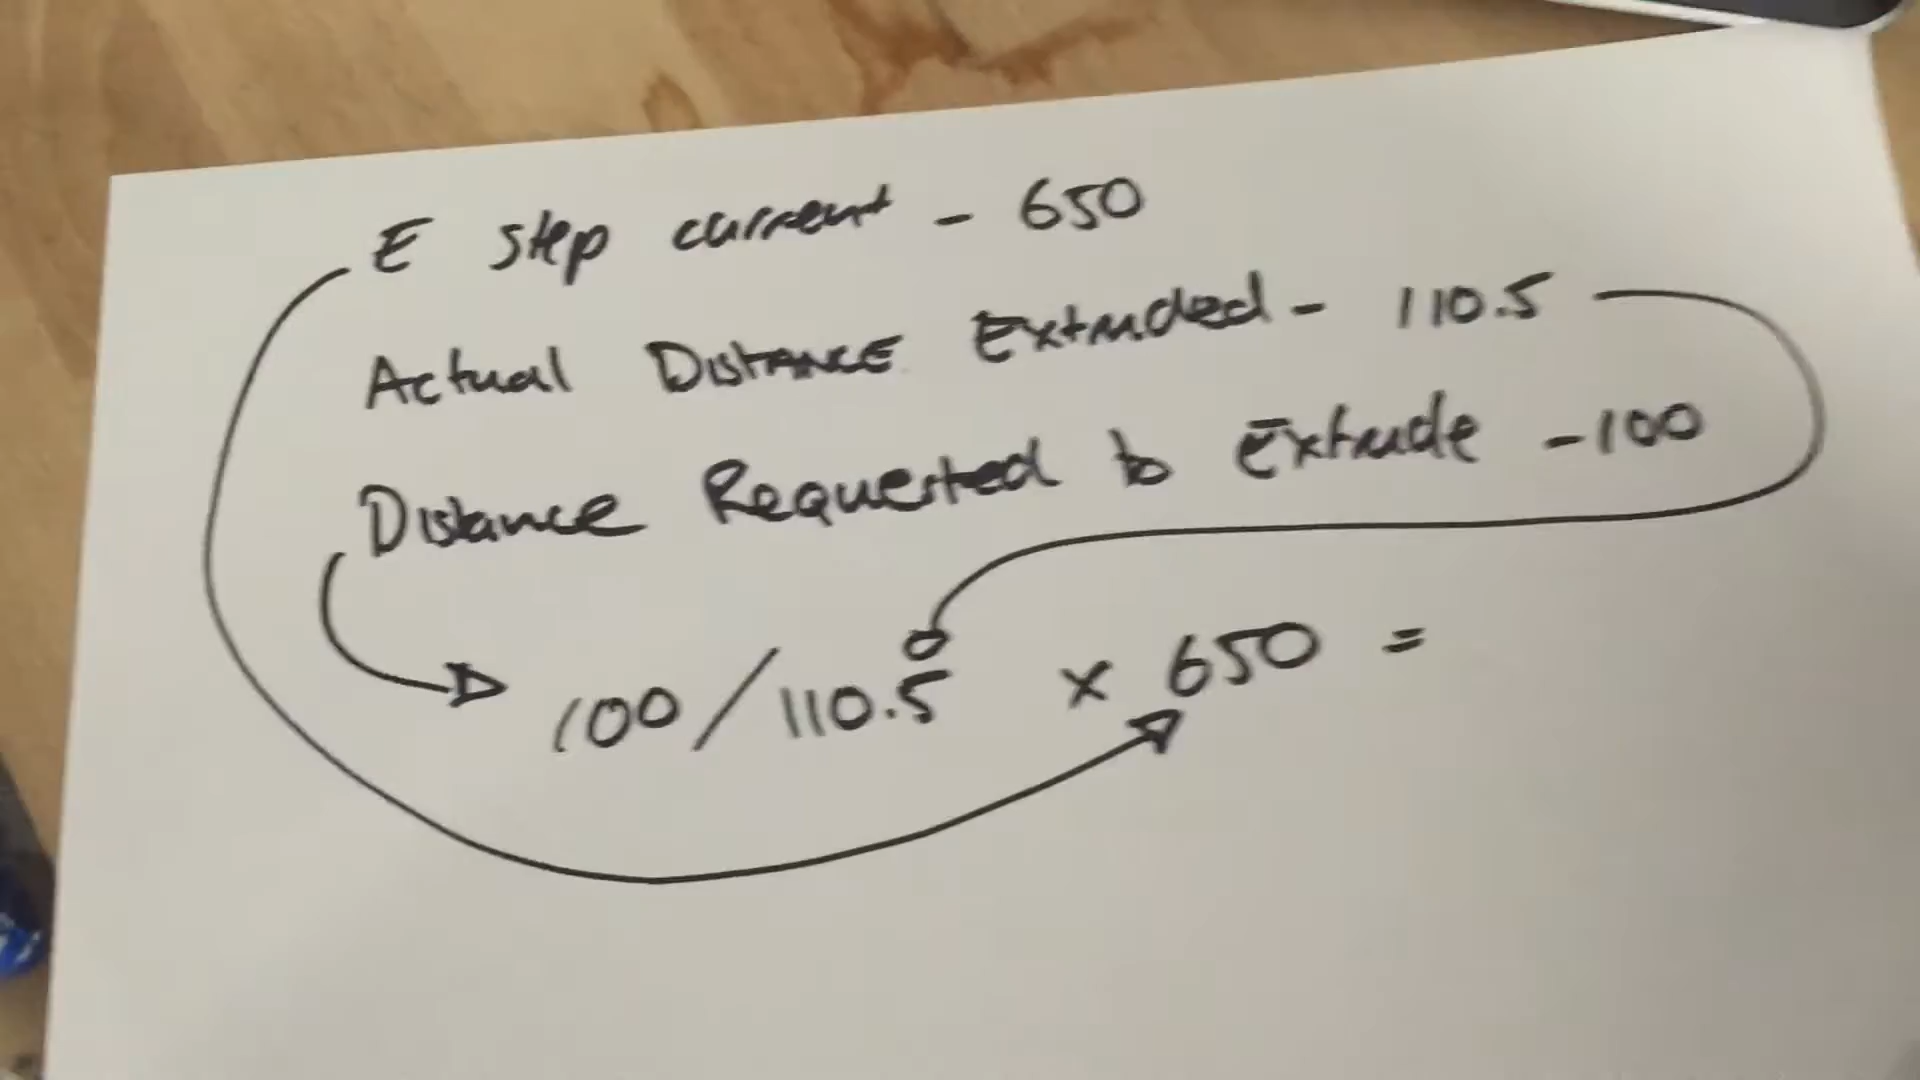 E step current - 650
Actual Distance Extruded - 110.5
Distance Requested to Extrude - 100
100/110.5 x 650 =